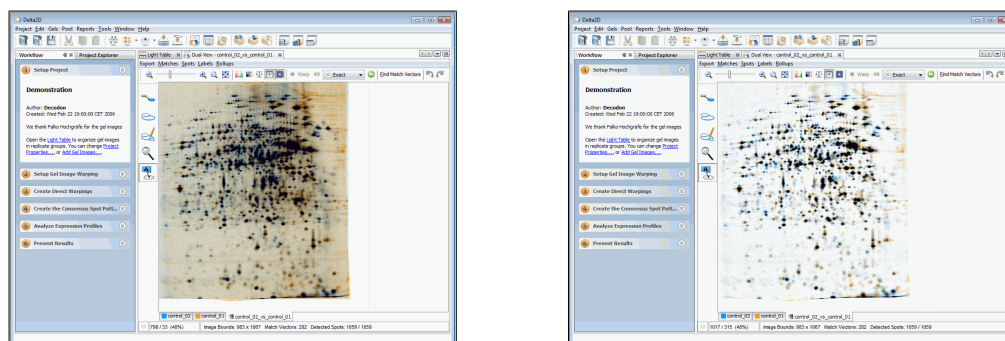 Delta2D
Project Edit Gels Pool Reports Tools Window Help
Workflow Project Explorer
Light Table Dual View - control_02_vs_control_01
Export Matches Spots Labels Rollups
Warp Exact Find Match Vectors
1 Setup Project
Demonstration
Author: Decodon
Created: Wed Feb 22 19:00:00 CET 2006
We thank Falko Hochgräfe for the gel images
Open the Light Table to organize gel images
in replicate groups. You can change Project
Properties..., or Add Gel Images....
2 Setup Gel Image Warping
3 Create Direct Warpings
4 Create the Consensus Spot Patt...
5 Analyze Expression Profiles
6 Present Results
control_02 control_01 control_02_vs_control_01
798 / 33 (48%) Image Bounds: 983 x 1067 Match Vectors: 282 Detected Spots: 1059 / 1059
Delta2D
Project Edit Gels Pool Reports Tools Window Help
Workflow Project Explorer
Light Table Dual View - control_02_vs_control_01
Export Matches Spots Labels Rollups
Warp Exact Find Match Vectors
1 Setup Project
Demonstration
Author: Decodon
Created: Wed Feb 22 19:00:00 CET 2006
We thank Falko Hochgräfe for the gel images
Open the Light Table to organize gel images
in replicate groups. You can change Project
Properties..., or Add Gel Images....
2 Setup Gel Image Warping
3 Create Direct Warpings
4 Create the Consensus Spot Patt...
5 Analyze Expression Profiles
6 Present Results
control_02 control_01 control_02_vs_control_01
1017 / 315 (48%) Image Bounds: 983 x 1067 Match Vectors: 282 Detected Spots: 1059 / 1059